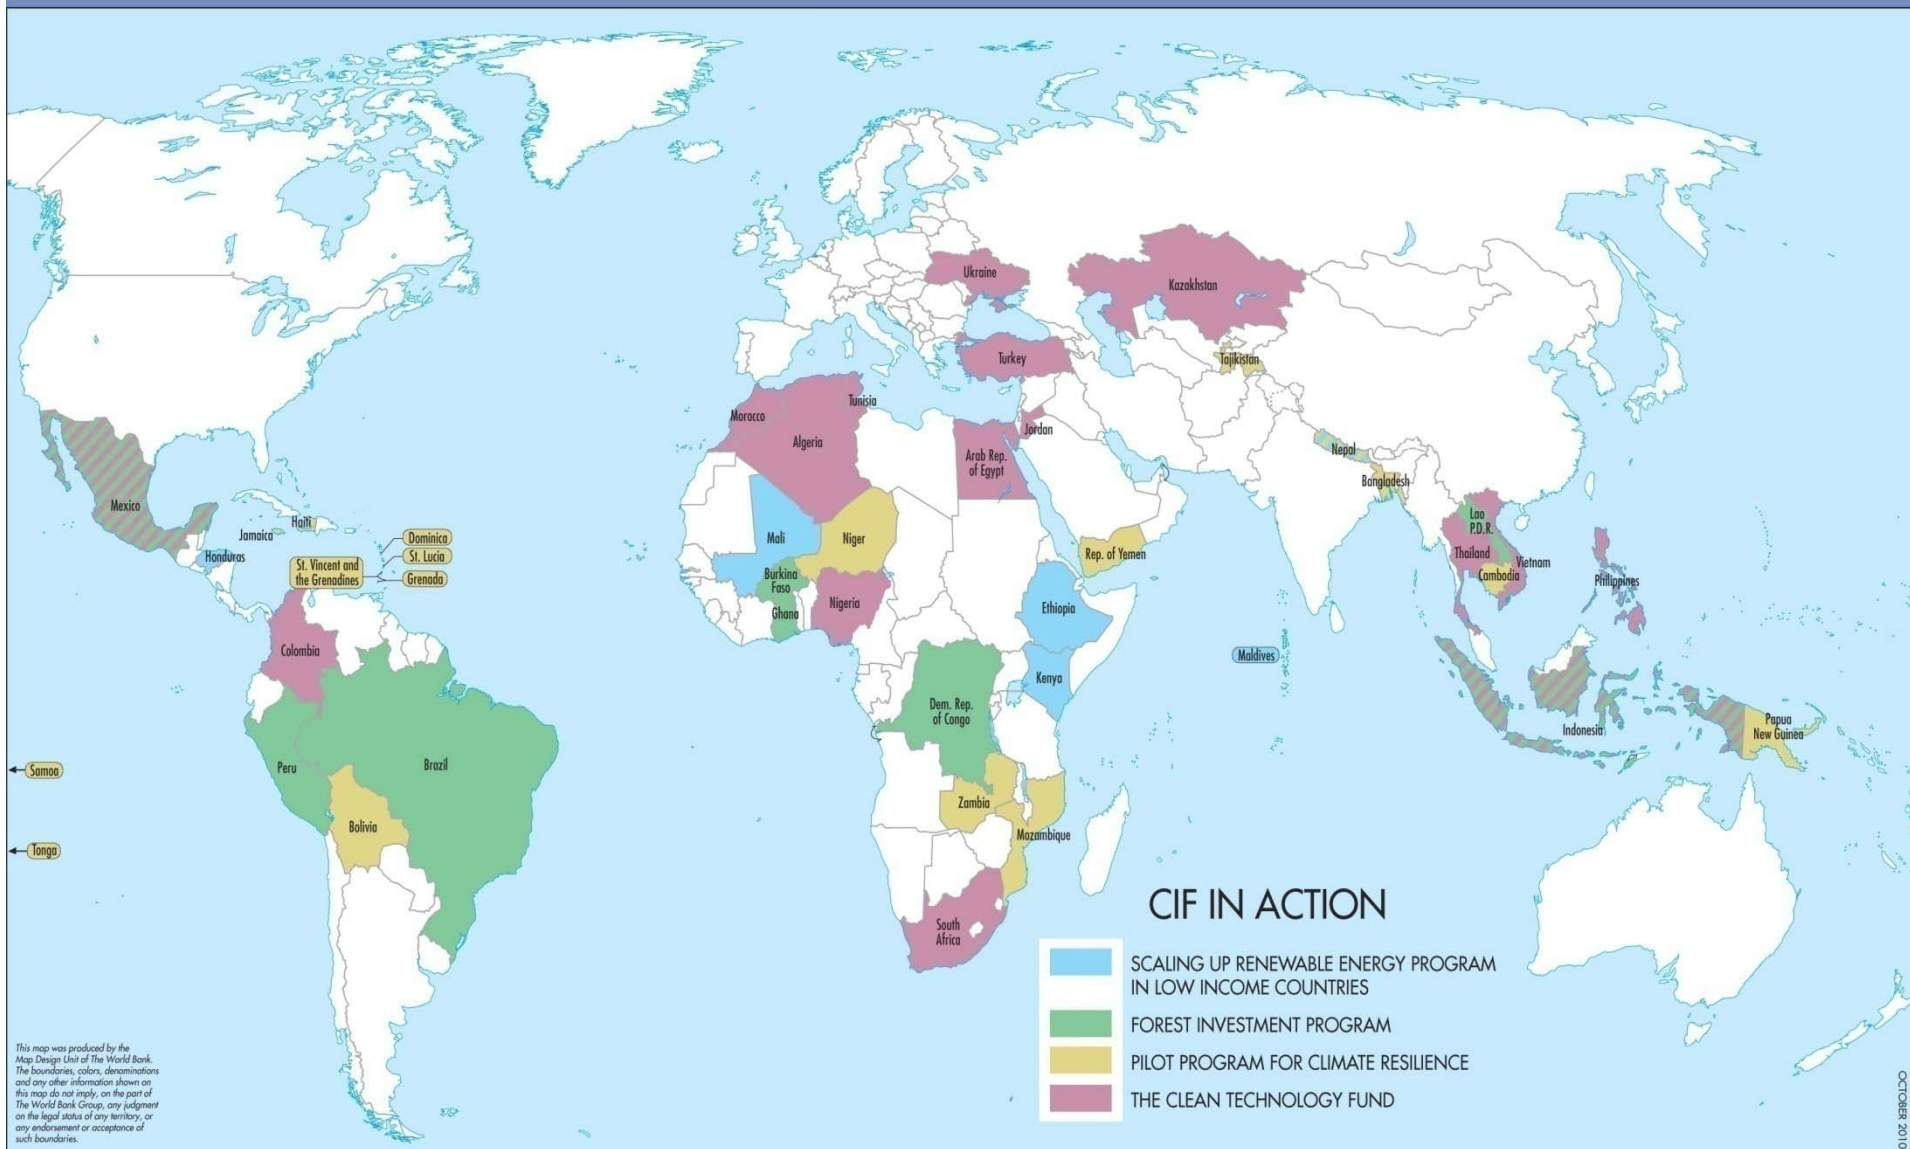 Ukraine
Kazakhstan
Turkey
Tajikistan
Tunisia
Morocco
Jordan
Algeria
Arab Rep.
of Egypt
Nepal
Bangladesh
Mexico
Haiti
Jamaica
Honduras
Dominica
St. Lucia
St. Vincent and
the Grenadines
Grenada
Mali
Niger
Rep. of Yemen
Lao
P.D.R.
Thailand
Vietnam
Cambodia
Philippines
Burkina
Faso
Ghana
Nigeria
Ethiopia
Colombia
Maldives
Kenya
Dem. Rep.
of Congo
Indonesia
Papua
New Guinea
Samoa
Peru
Brazil
Zambia
Bolivia
Mozambique
Tonga
South
Africa
CIF IN ACTION
SCALING UP RENEWABLE ENERGY PROGRAM
IN LOW INCOME COUNTRIES
FOREST INVESTMENT PROGRAM
PILOT PROGRAM FOR CLIMATE RESILIENCE
THE CLEAN TECHNOLOGY FUND
This map was produced by the
Map Design Unit of The World Bank.
The boundaries, colors, denominations
and any other information shown on
this map do not imply, on the part of
The World Bank Group, any judgment
on the legal status of any territory, or
any endorsement or acceptance of
such boundaries.
OCTOBER 2010